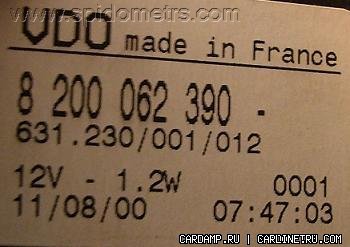 www.spidometrs.com
VDO made in France
8 200 062 390 -
631.230/001/012
12V - 1.2W 0001
11/08/00 07:47:03
CARDAMP.RU | CARDINETRU.COM